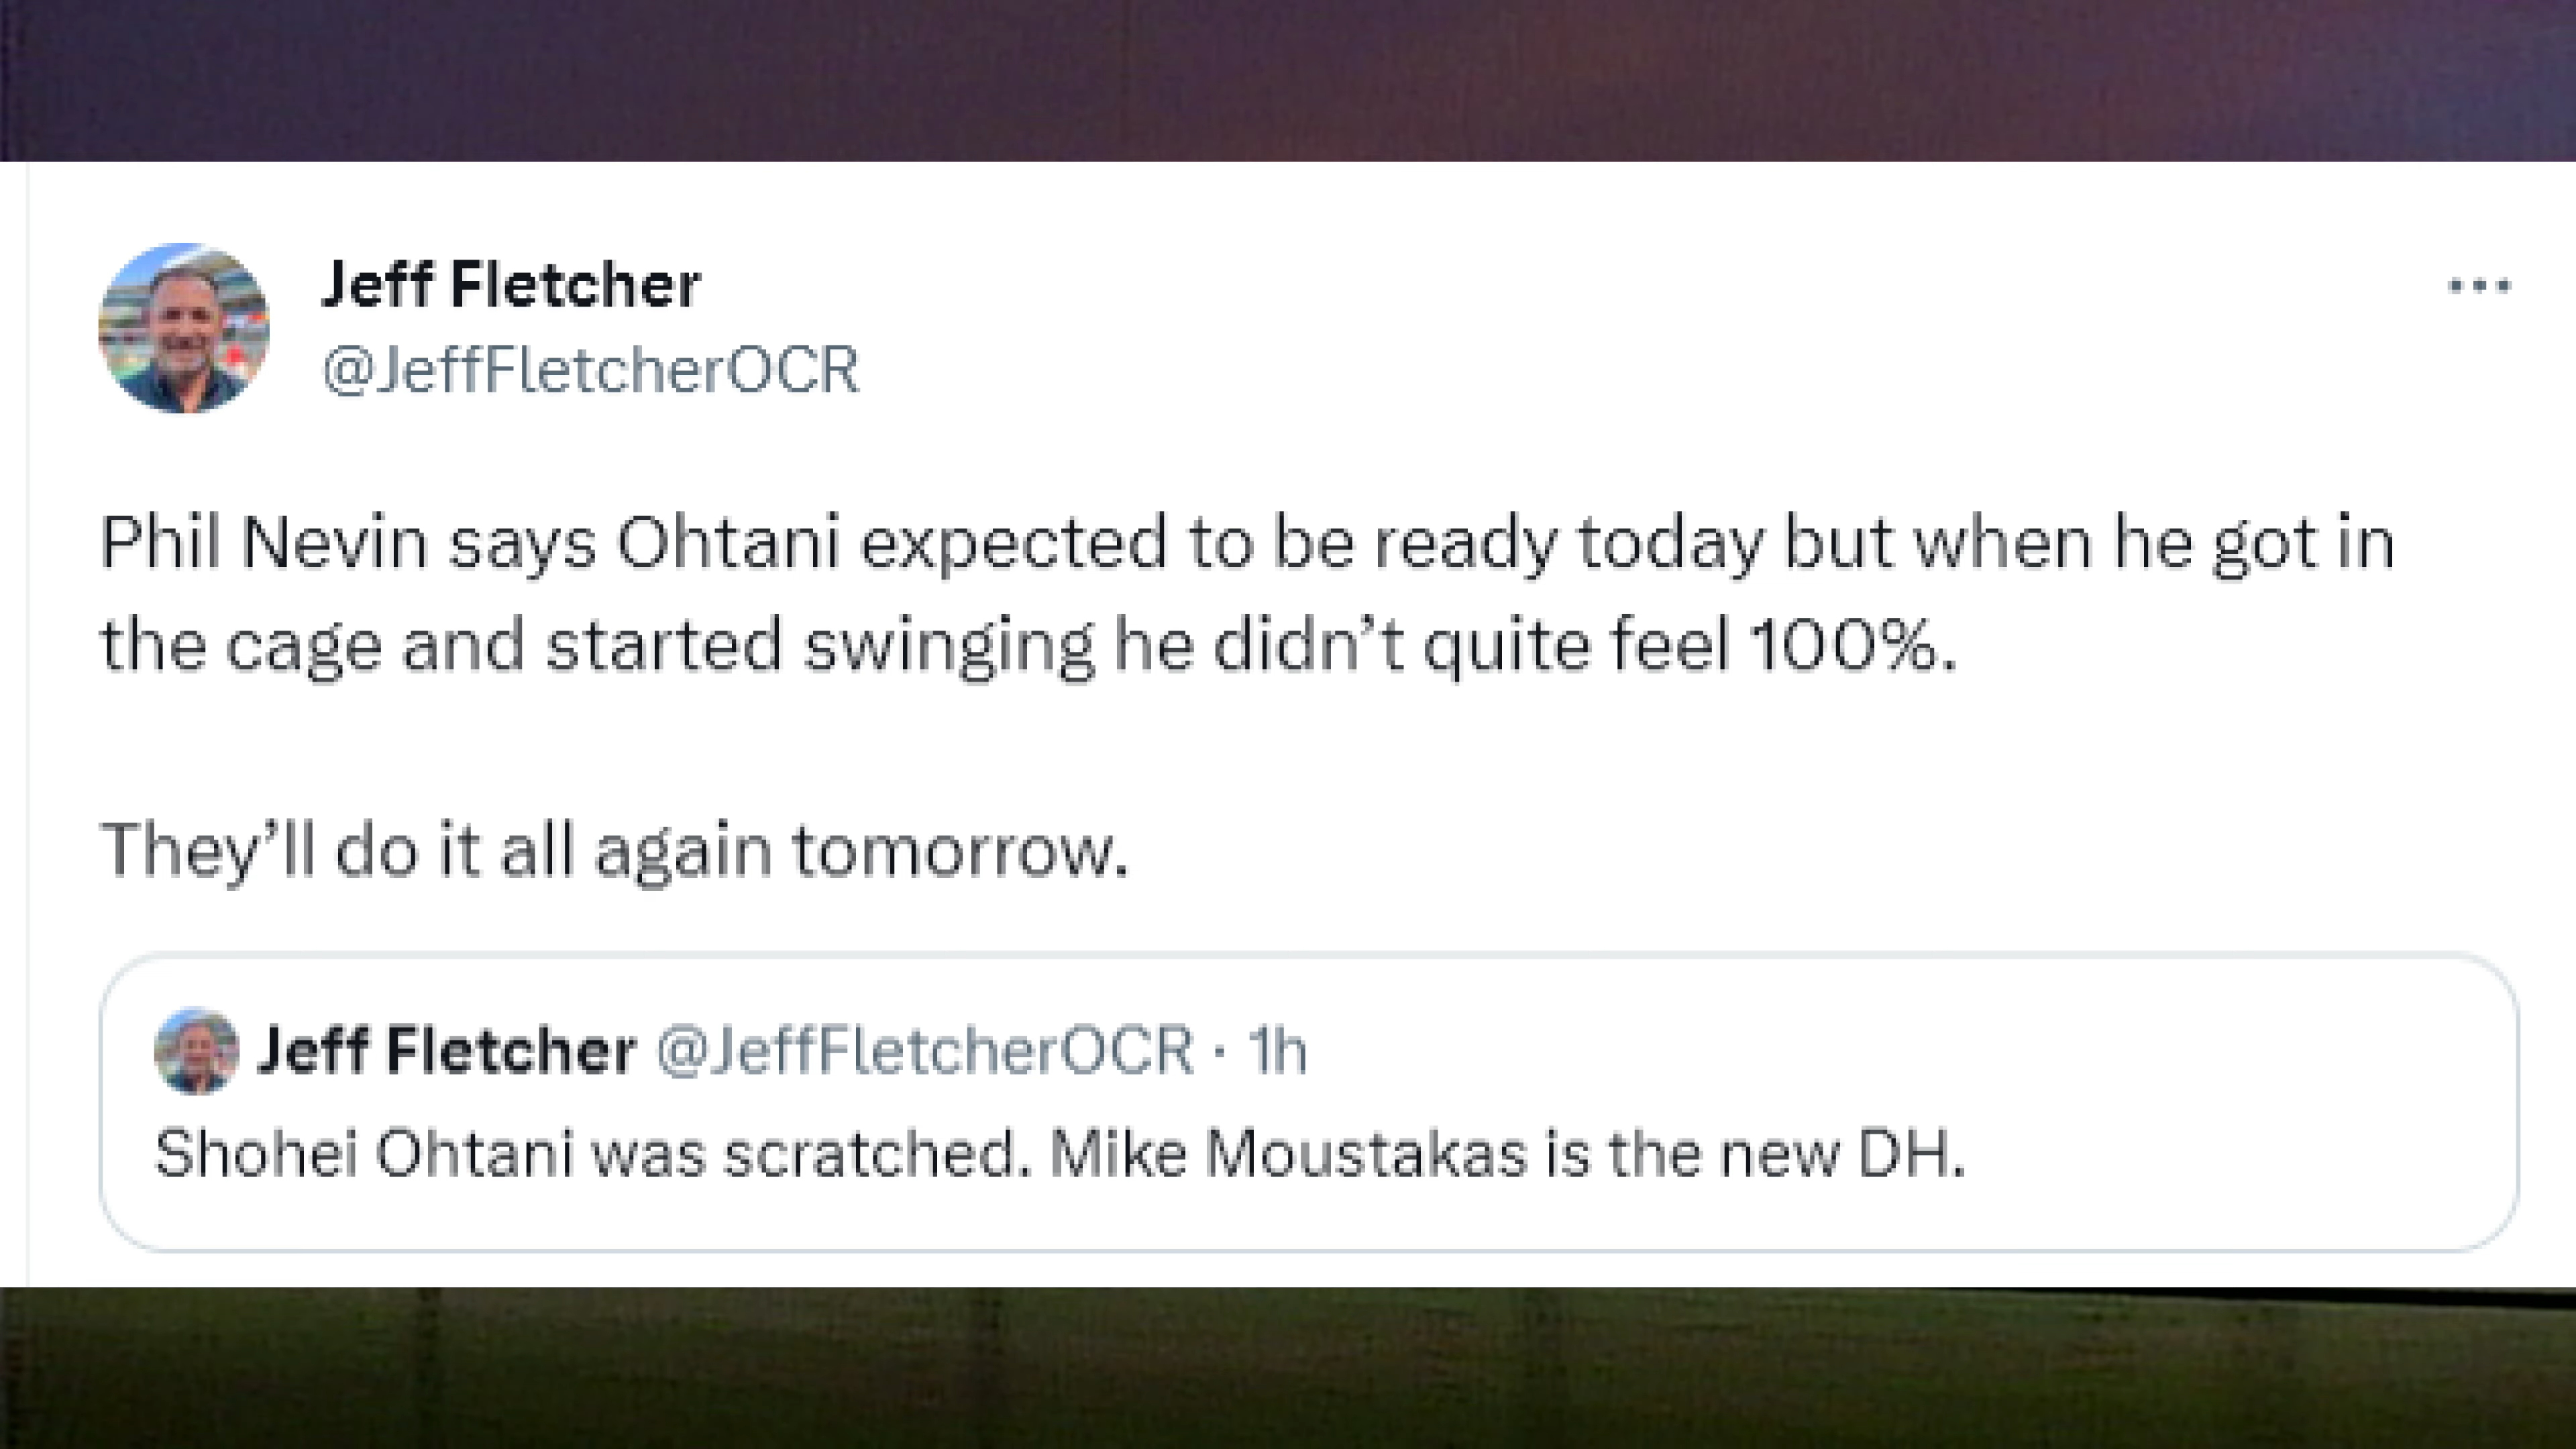 Jeff Fletcher
@JeffFletcherOCR
Phil Nevin says Ohtani expected to be ready today but when he got in
the cage and started swinging he didn’t quite feel 100%.
They’ll do it all again tomorrow.
Jeff Fletcher @JeffFletcherOCR · 1h
Shohei Ohtani was scratched. Mike Moustakas is the new DH.